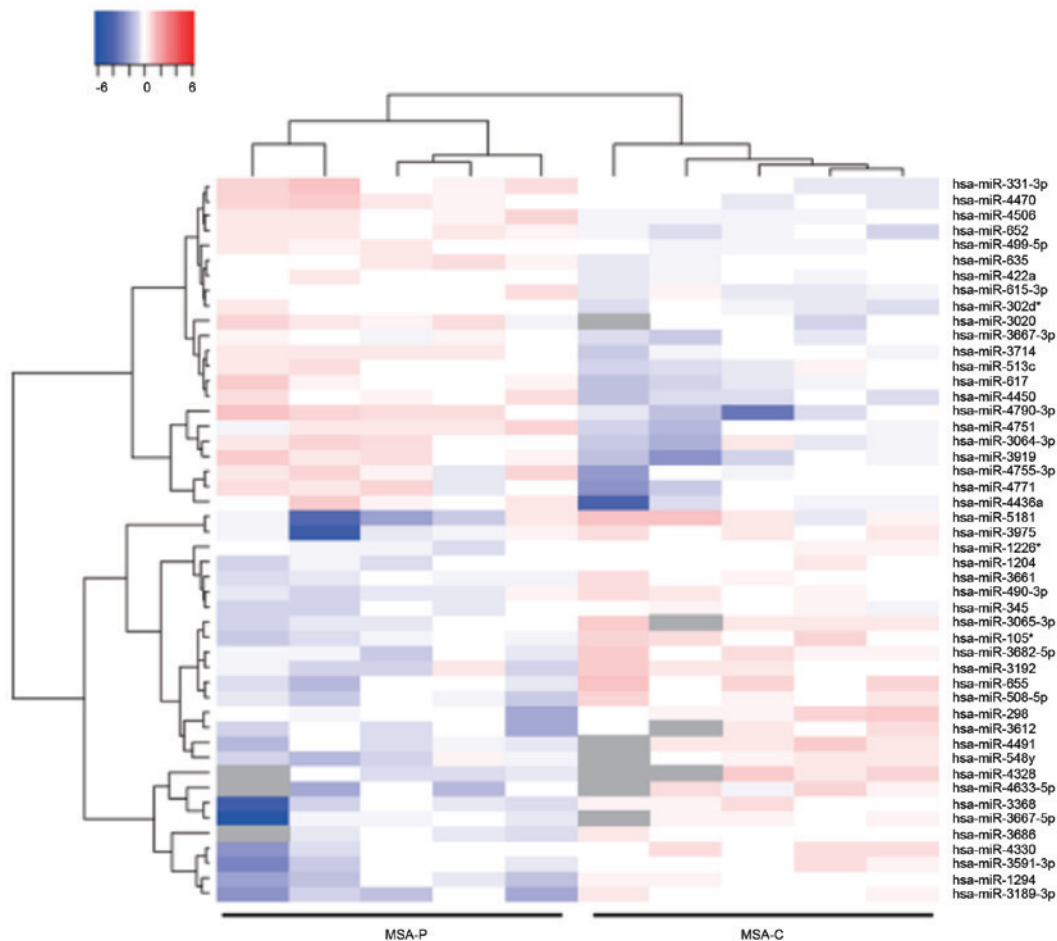 -6 0 6
hsa-miR-331-3p
hsa-miR-4470
hsa-miR-4506
hsa-miR-652
hsa-miR-499-5p
hsa-miR-635
hsa-miR-422a
hsa-miR-615-3p
hsa-miR-302d*
hsa-miR-3020
hsa-miR-3667-3p
hsa-miR-3714
hsa-miR-513c
hsa-miR-617
hsa-miR-4450
hsa-miR-4790-3p
hsa-miR-4751
hsa-miR-3064-3p
hsa-miR-3919
hsa-miR-4755-3p
hsa-miR-4771
hsa-miR-4436a
hsa-miR-5181
hsa-miR-3975
hsa-miR-1226*
hsa-miR-1204
hsa-miR-3661
hsa-miR-490-3p
hsa-miR-345
hsa-miR-3065-3p
hsa-miR-105*
hsa-miR-3682-5p
hsa-miR-3192
hsa-miR-655
hsa-miR-508-5p
hsa-miR-298
hsa-miR-3612
hsa-miR-4491
hsa-miR-548y
hsa-miR-4328
hsa-miR-4633-5p
hsa-miR-3368
hsa-miR-3667-5p
hsa-miR-3686
hsa-miR-4330
hsa-miR-3591-3p
hsa-miR-1294
hsa-miR-3189-3p
MSA-P MSA-C